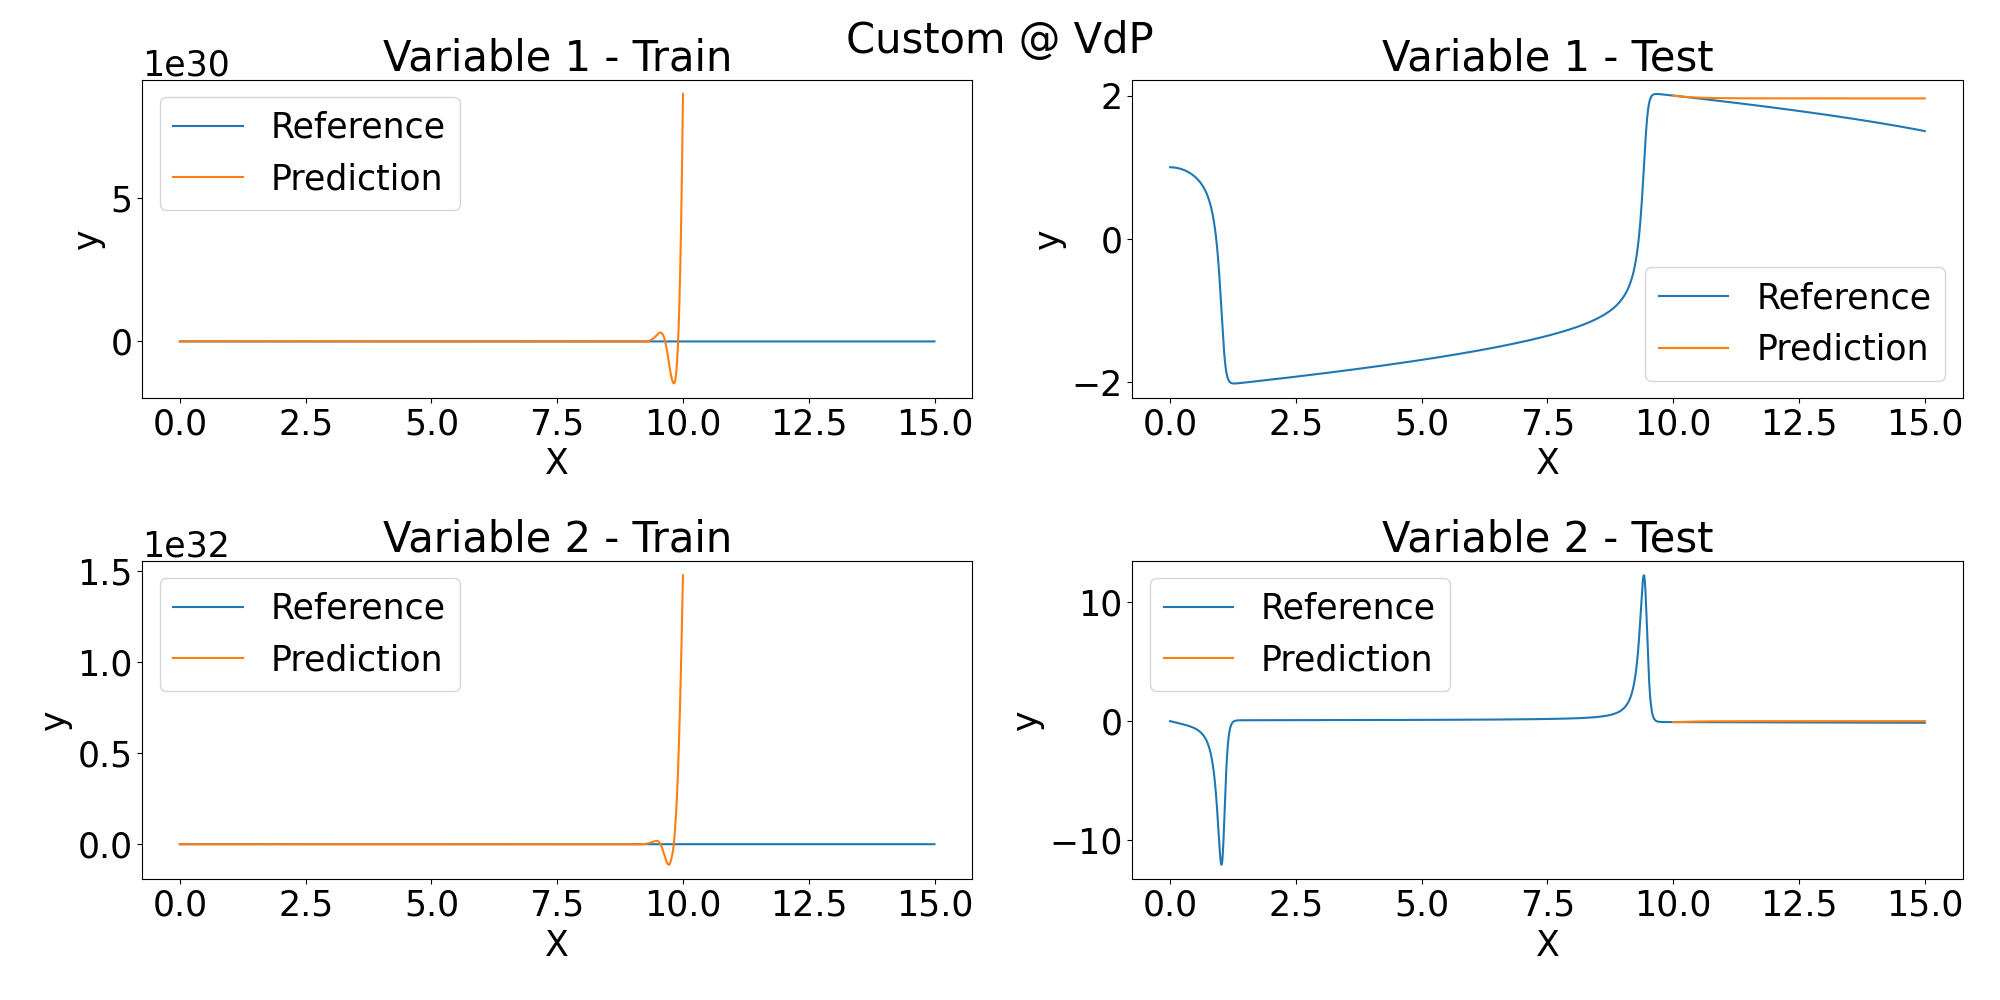 Custom @ VdP
Variable 1 - Train
1e30
Reference
Prediction
5
0
y
0.0 2.5 5.0 7.5 10.0 12.5 15.0
X
Variable 1 - Test
2
0
−2
y
Reference
Prediction
0.0 2.5 5.0 7.5 10.0 12.5 15.0
X
Variable 2 - Train
1e32
1.5
1.0
0.5
0.0
y
Reference
Prediction
0.0 2.5 5.0 7.5 10.0 12.5 15.0
X
Variable 2 - Test
10
0
−10
y
Reference
Prediction
0.0 2.5 5.0 7.5 10.0 12.5 15.0
X